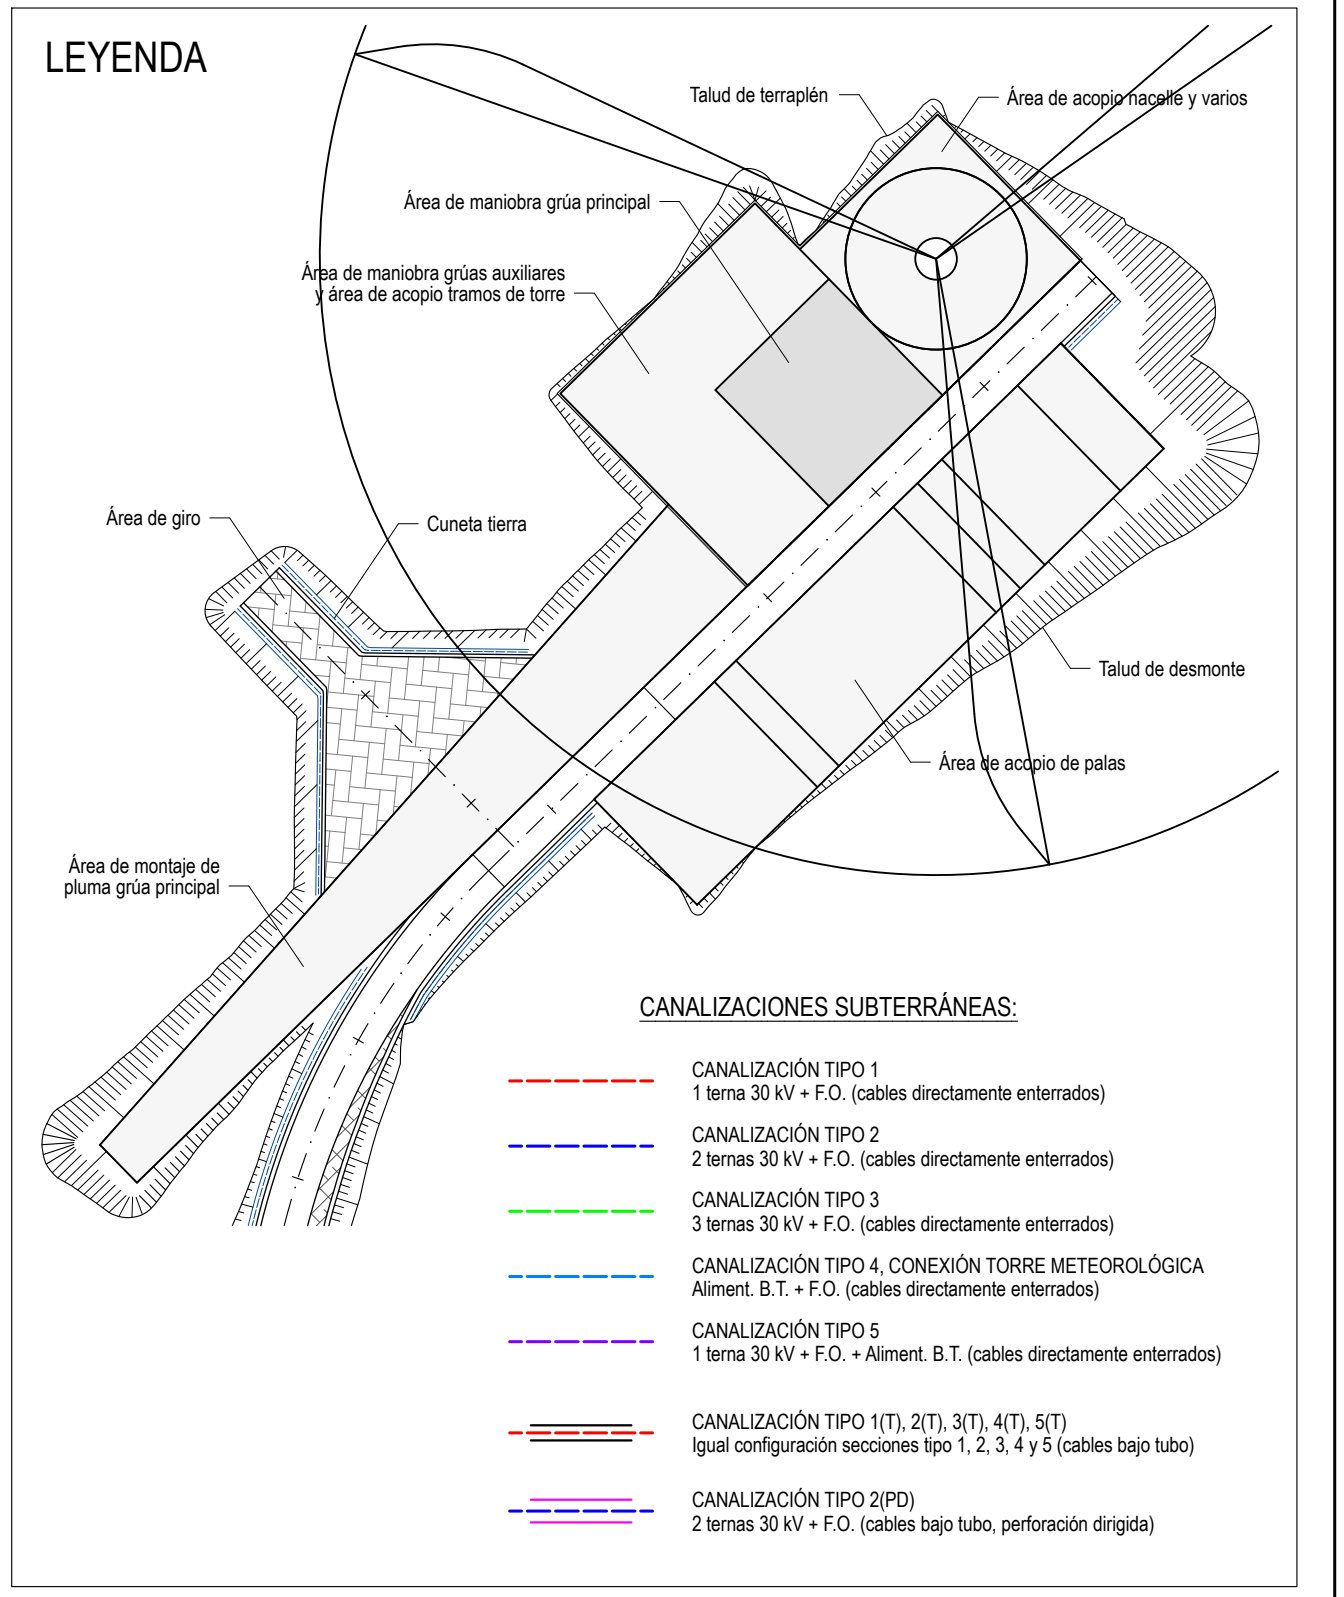 LEYENDA
Talud de terraplén
Área de acopio nacelle y varios
Área de maniobra grúa principal
Área de maniobra grúas auxiliares
y área de acopio tramos de torre
Área de giro
Cuneta tierra
Talud de desmonte
Área de acopio de palas
Área de montaje de
pluma grúa principal
CANALIZACIONES SUBTERRÁNEAS:
CANALIZACIÓN TIPO 1
1 terna 30 kV + F.O. (cables directamente enterrados)
CANALIZACIÓN TIPO 2
2 ternas 30 kV + F.O. (cables directamente enterrados)
CANALIZACIÓN TIPO 3
3 ternas 30 kV + F.O. (cables directamente enterrados)
CANALIZACIÓN TIPO 4, CONEXIÓN TORRE METEOROLÓGICA
Aliment. B.T. + F.O. (cables directamente enterrados)
CANALIZACIÓN TIPO 5
1 terna 30 kV + F.O. + Aliment. B.T. (cables directamente enterrados)
CANALIZACIÓN TIPO 1(T), 2(T), 3(T), 4(T), 5(T)
Igual configuración secciones tipo 1, 2, 3, 4 y 5 (cables bajo tubo)
CANALIZACIÓN TIPO 2(PD)
2 ternas 30 kV + F.O. (cables bajo tubo, perforación dirigida)